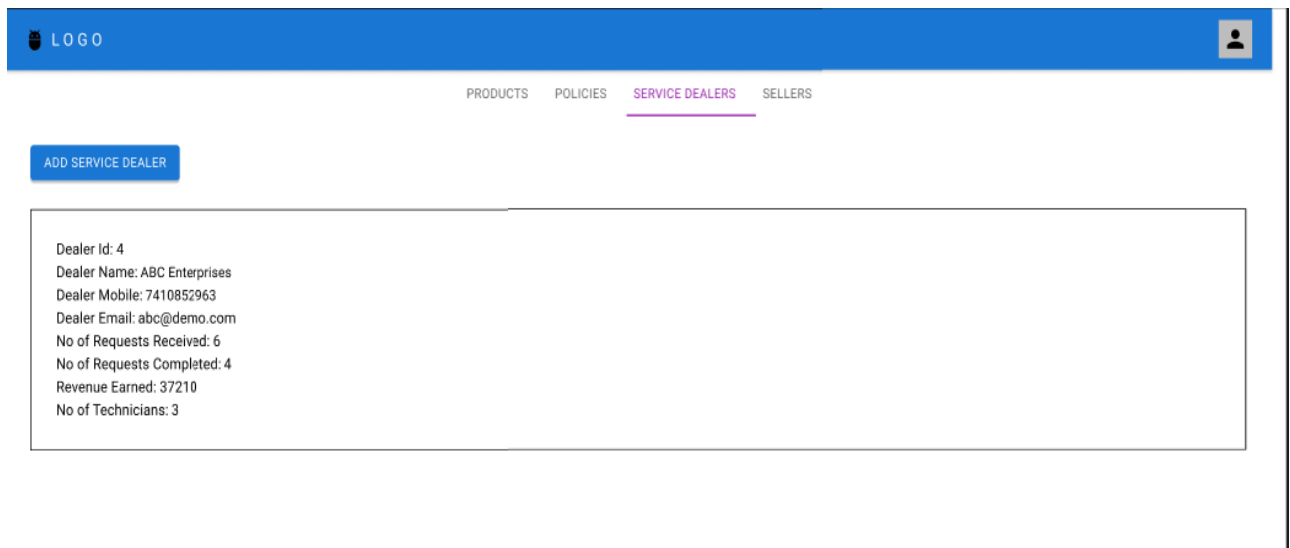 LOGO
PRODUCTS POLICIES SERVICE DEALERS SELLERS
ADD SERVICE DEALER
Dealer Id: 4
Dealer Name: ABC Enterprises
Dealer Mobile: 7410852963
Dealer Email: abc@demo.com
No of Requests Received: 6
No of Requests Completed: 4
Revenue Earned: 37210
No of Technicians: 3